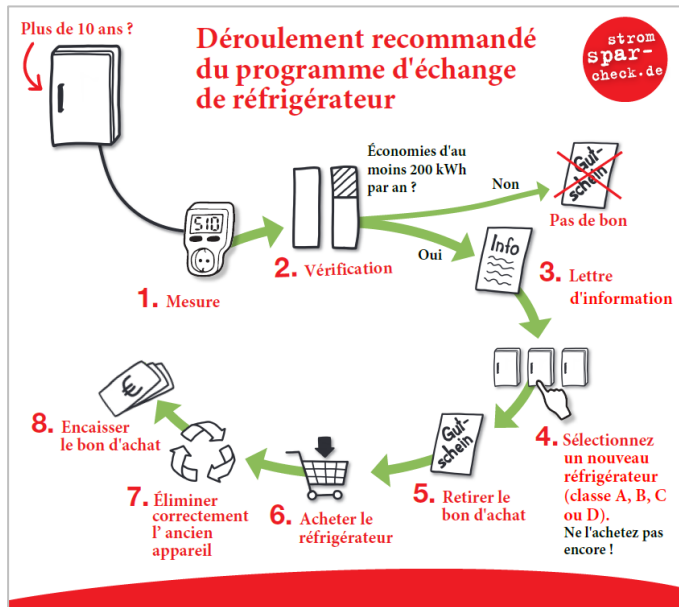 Plus de 10 ans ?
Déroulement recommandé
du programme d'échange
de réfrigérateur
strom
spar-
check.de
5.10
1. Mesure
2. Vérification
Économies d'au
moins 200 kWh
par an ?
Non
Gut-
schein
Pas de bon
Oui
Info
3. Lettre
d'information
4. Sélectionnez
un nouveau
réfrigérateur
(classe A, B, C
ou D).
Ne l'achetez pas
encore !
Gut-
schein
5. Retirer le
bon d'achat
6. Acheter le
réfrigérateur
7. Éliminer
correctement
l' ancien
appareil
€
8. Encaisser
le bon d'achat